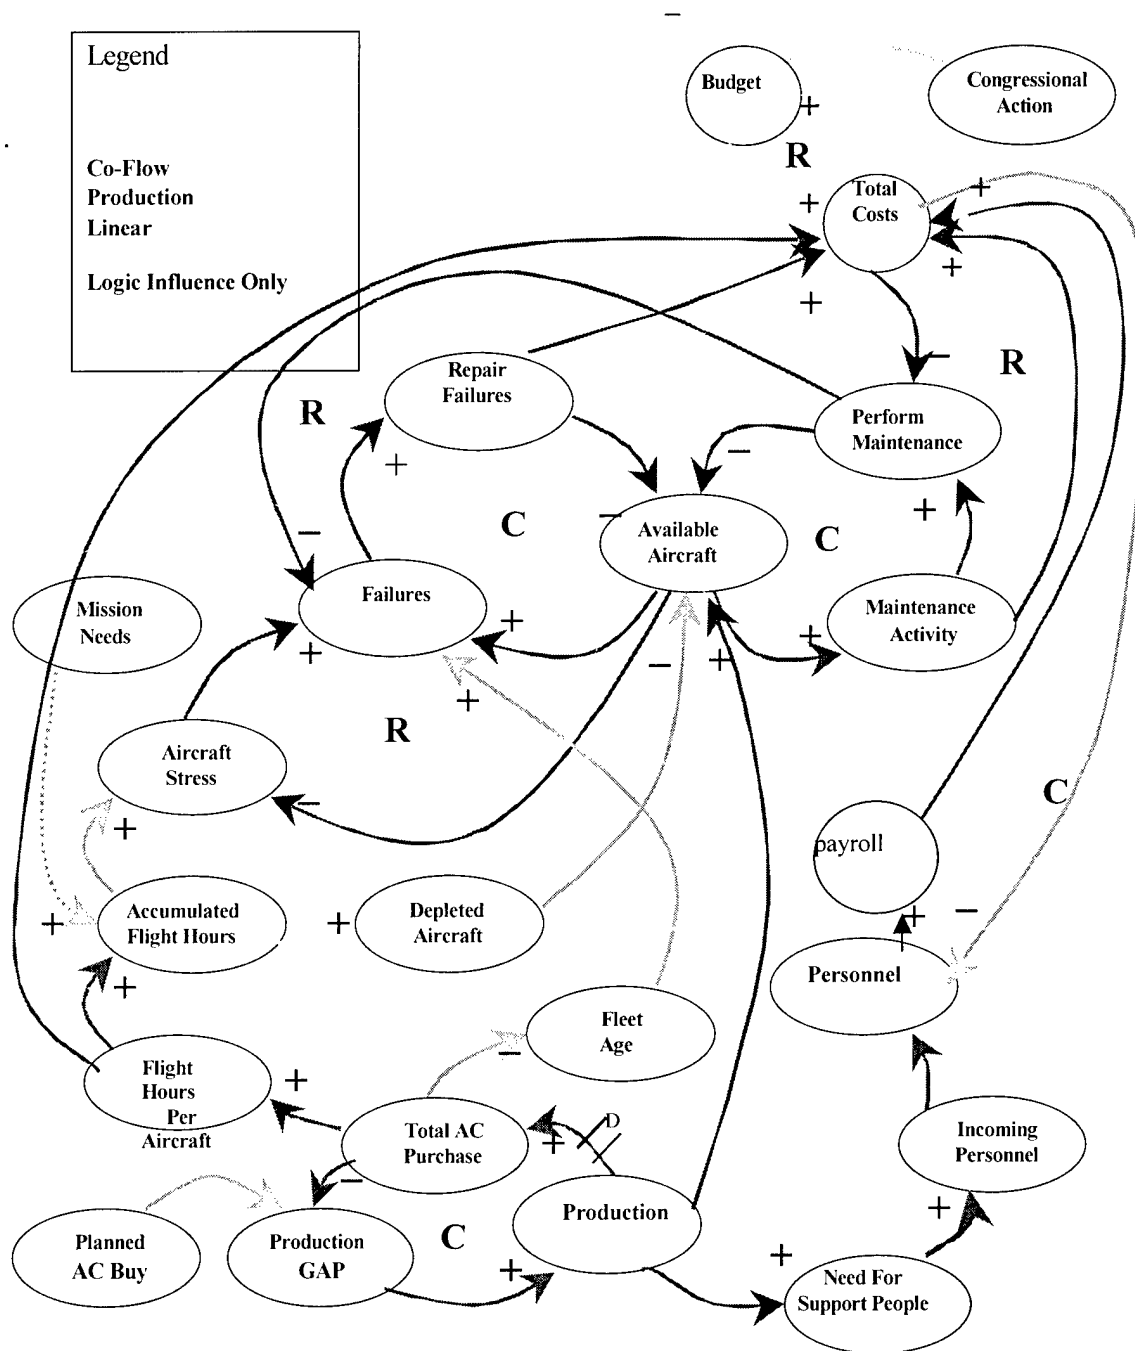 Legend
Co-Flow
Production
Linear
Logic Influence Only
−
Budget
+
Congressional
Action
R
Total
Costs
+
+
+
+
−
R
Repair
Failures
R
+
Perform
Maintenance
−
+
C
−
Available
Aircraft
C
−
Failures
+
+
+
Mission
Needs
Maintenance
Activity
+
−
+
R
Aircraft
Stress
−
+
C
payroll
+
−
+
Accumulated
Flight Hours
+
Depleted
Aircraft
Personnel
+
Fleet
Age
−
Flight
Hours
Per
Aircraft
+
Total AC
Purchase
+
D
Incoming
Personnel
−
Production
+
Planned
AC Buy
Production
GAP
C
+
+
Need For
Support People